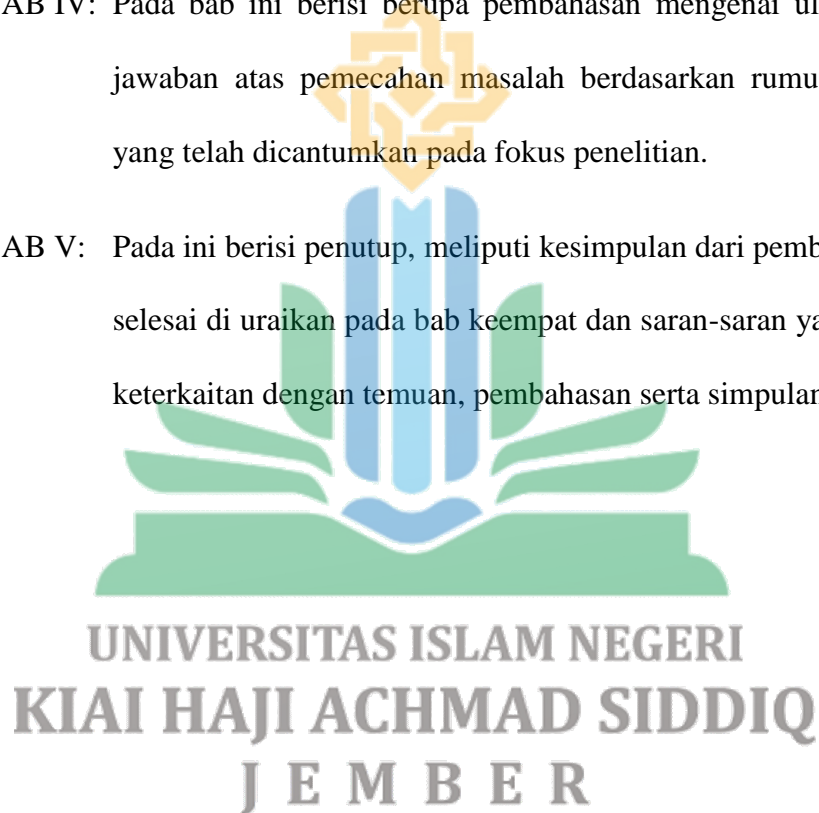 AB IV: Pada bab ini berisi berupa pembahasan mengenai ul
jawaban atas pemecahan masalah berdasarkan rumu
yang telah dicantumkan pada fokus penelitian.
AB V: Pada ini berisi penutup, meliputi kesimpulan dari pemb
selesai di uraikan pada bab keempat dan saran-saran ya
keterkaitan dengan temuan, pembahasan serta simpulan
UNIVERSITAS ISLAM NEGERI
KIAI HAJI ACHMAD SIDDIQ
JEMBER